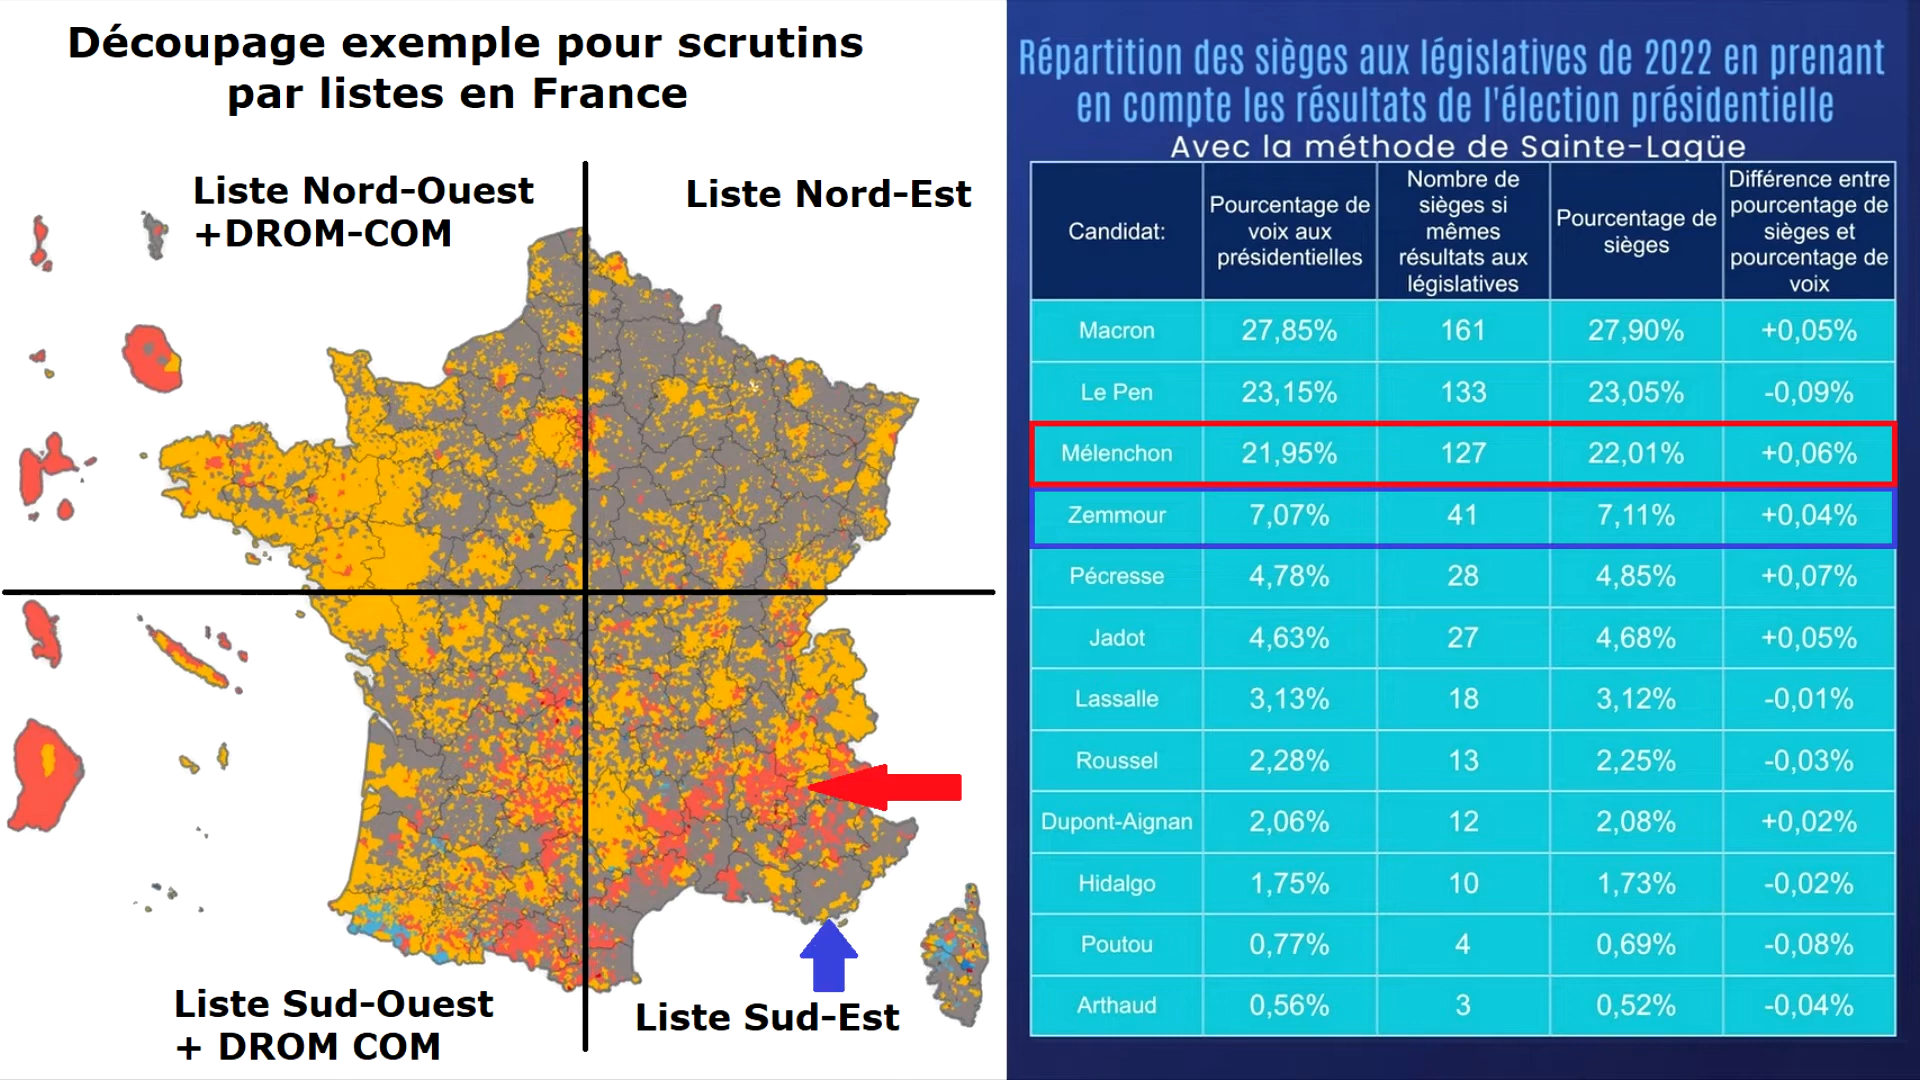 Découpage exemple pour scrutins
par listes en France
Liste Nord-Ouest
+DROM-COM
Liste Nord-Est
Liste Sud-Ouest
+ DROM COM
Liste Sud-Est
Répartition des sièges aux législatives de 2022 en prenant
en compte les résultats de l'élection présidentielle
Avec la méthode de Sainte-Lagüe
Candidat:
Pourcentage de
voix aux
présidentielles
Nombre de
sièges si
mêmes
résultats aux
législatives
Pourcentage de
sièges
Différence entre
pourcentage de
sièges et
pourcentage de
voix
Macron 27,85% 161 27,90% +0,05%
Le Pen 23,15% 133 23,05% -0,09%
Mélenchon 21,95% 127 22,01% +0,06%
Zemmour 7,07% 41 7,11% +0,04%
Pécresse 4,78% 28 4,85% +0,07%
Jadot 4,63% 27 4,68% +0,05%
Lassalle 3,13% 18 3,12% -0,01%
Roussel 2,28% 13 2,25% -0,03%
Dupont-Aignan 2,06% 12 2,08% +0,02%
Hidalgo 1,75% 10 1,73% -0,02%
Poutou 0,77% 4 0,69% -0,08%
Arthaud 0,56% 3 0,52% -0,04%